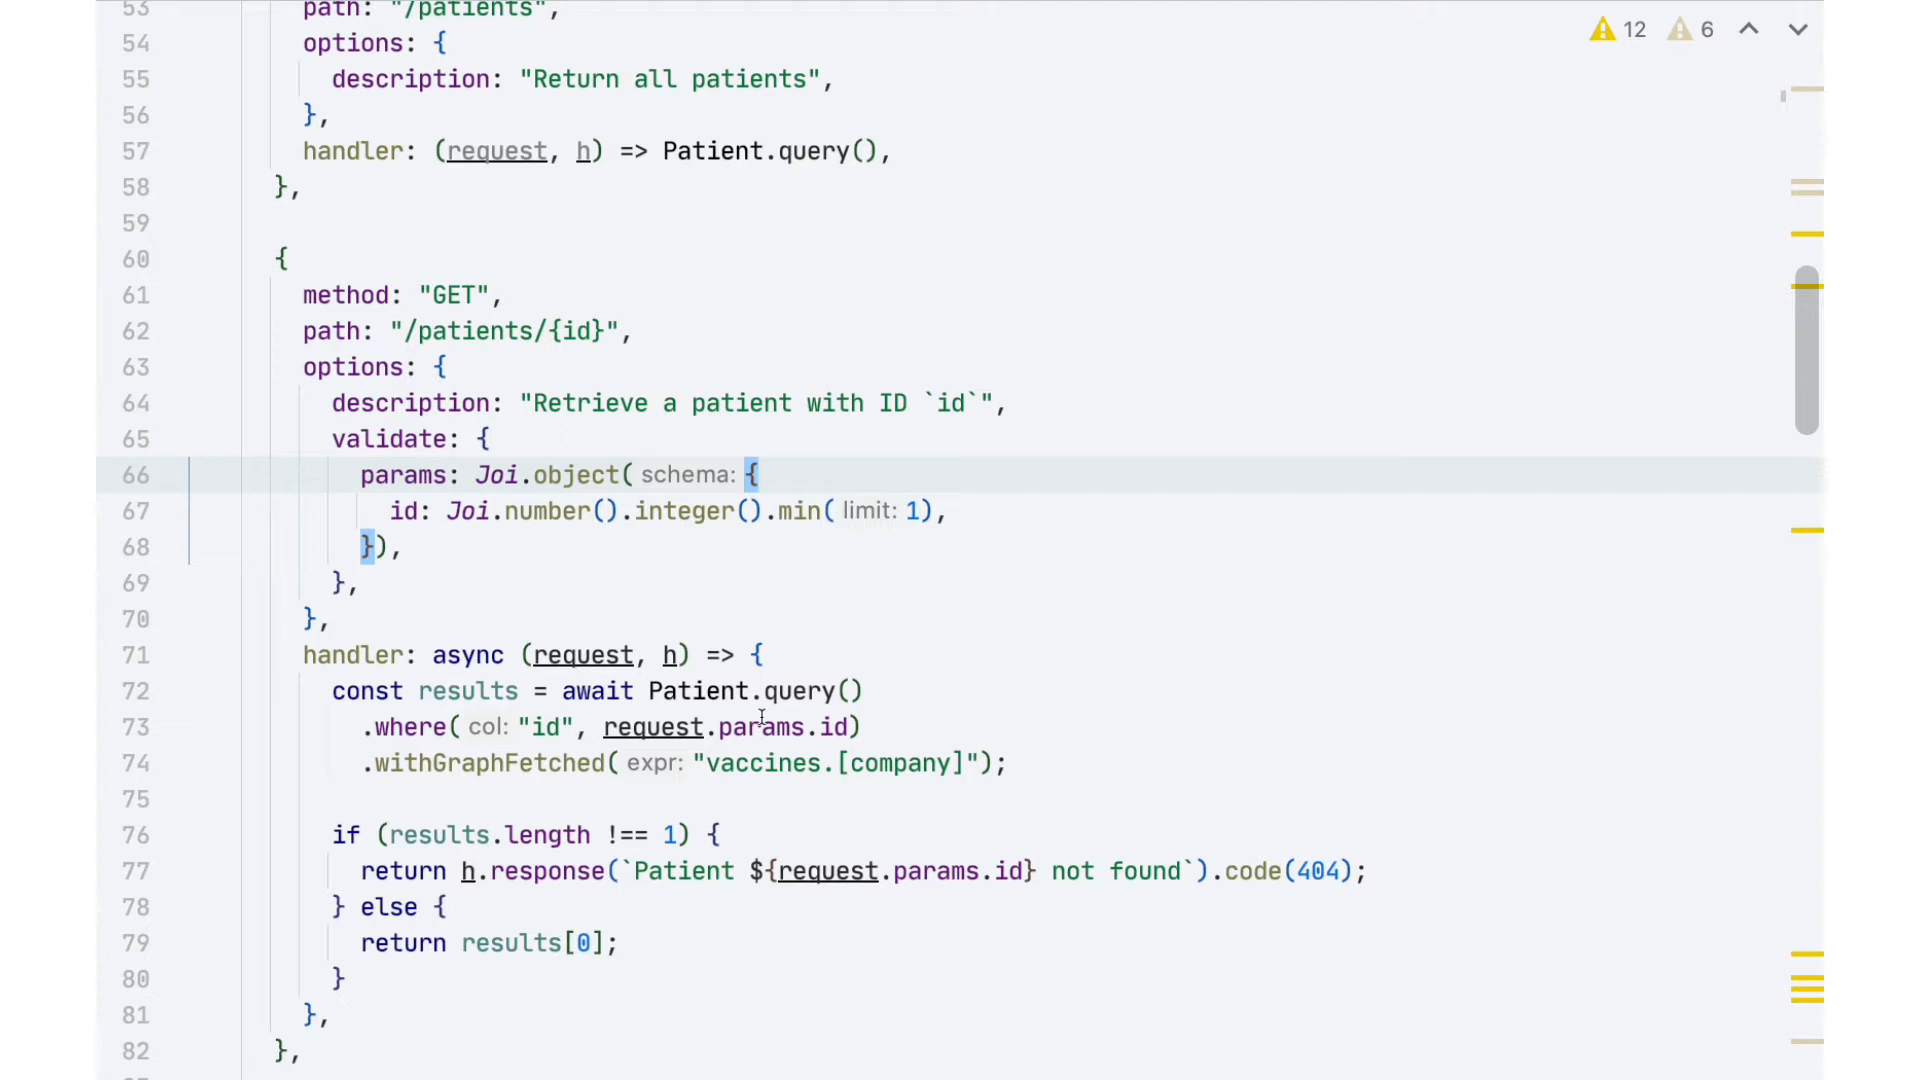 53 path: "/patients",
54 options: {
55 description: "Return all patients",
56 },
57 handler: (request, h) => Patient.query(),
58 },
59
60 {
61 method: "GET",
62 path: "/patients/{id}",
63 options: {
64 description: "Retrieve a patient with ID `id`",
65 validate: {
66 params: Joi.object( schema: {
67 id: Joi.number().integer().min( limit: 1),
68 }),
69 },
70 },
71 handler: async (request, h) => {
72 const results = await Patient.query()
73 .where( col: "id", request.params.id)
74 .withGraphFetched( expr: "vaccines.[company]");
75
76 if (results.length !== 1) {
77 return h.response(`Patient ${request.params.id} not found`).code(404);
78 } else {
79 return results[0];
80 }
81 },
82 },
12 6